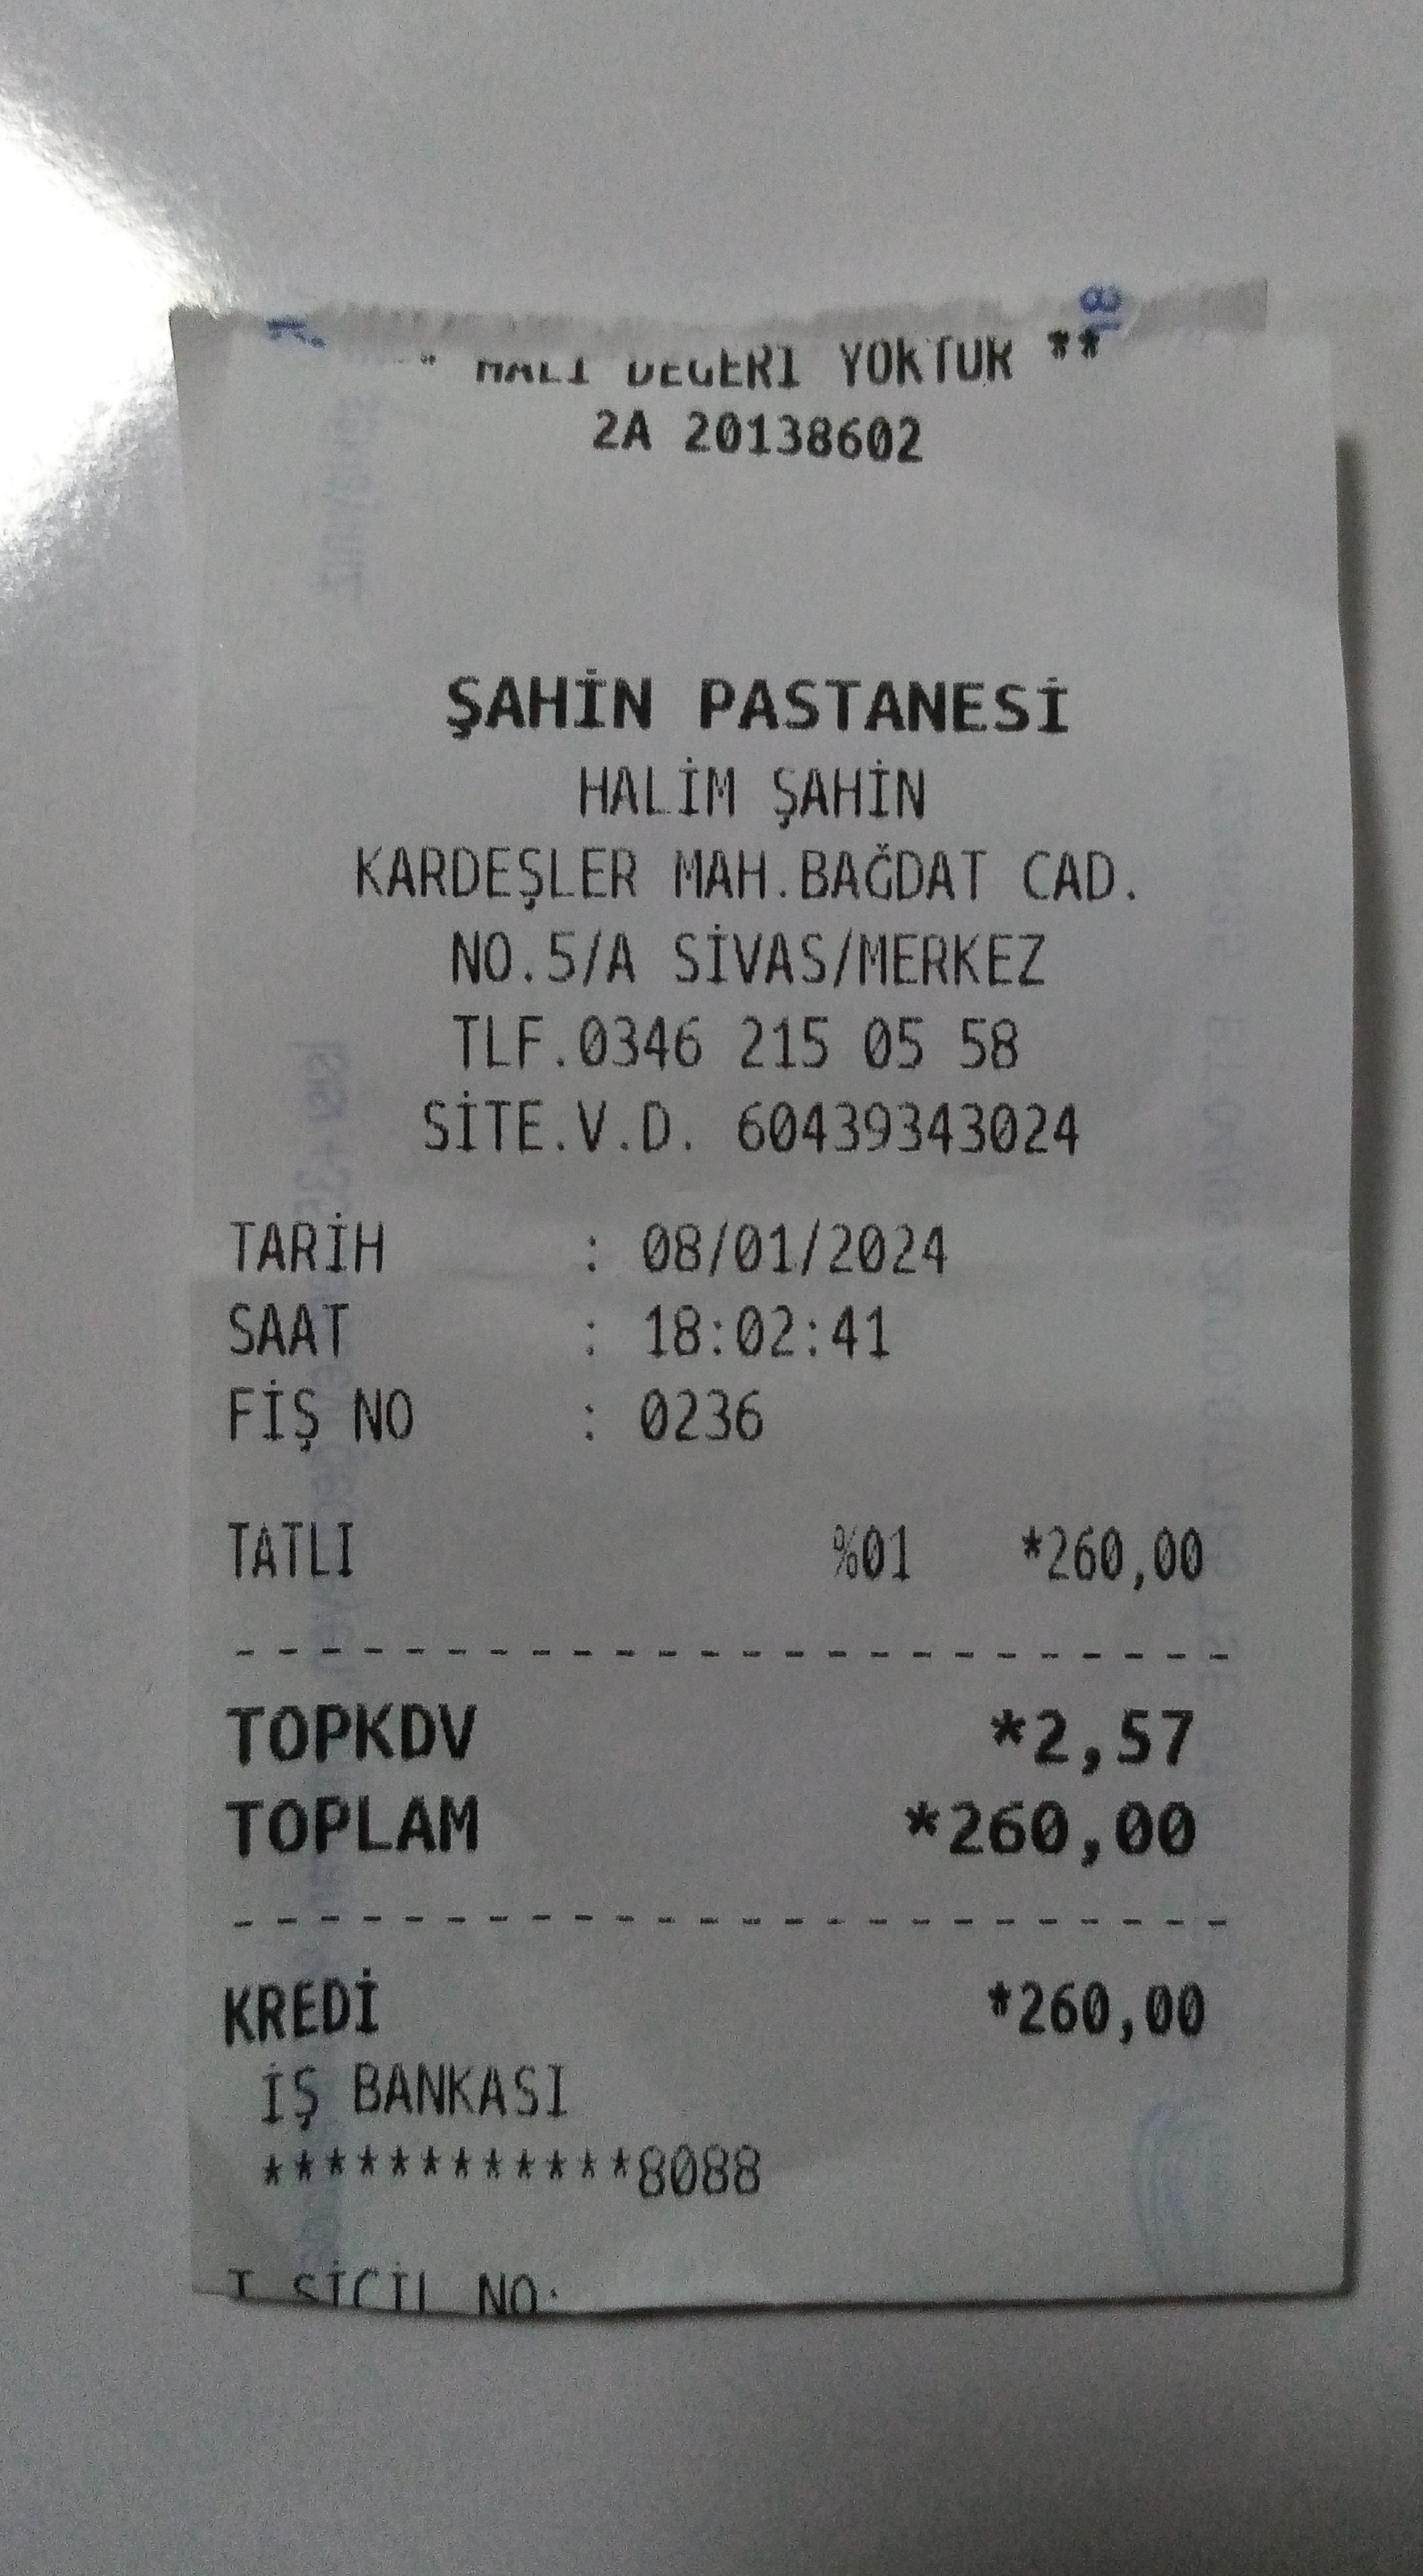 MALİ DEĞERİ YOKTUR **
2A 20138602
ŞAHİN PASTANESİ
HALİM ŞAHİN
KARDEŞLER MAH.BAĞDAT CAD.
NO.5/A SİVAS/MERKEZ
TLF.0346 215 05 58
SİTE.V.D. 60439343024
TARİH : 08/01/2024
SAAT : 18:02:41
FİŞ NO : 0236
TATLI %01 *260,00
TOPKDV *2,57
TOPLAM *260,00
KREDİ *260,00
İŞ BANKASI
************8088
SİCİL NO: